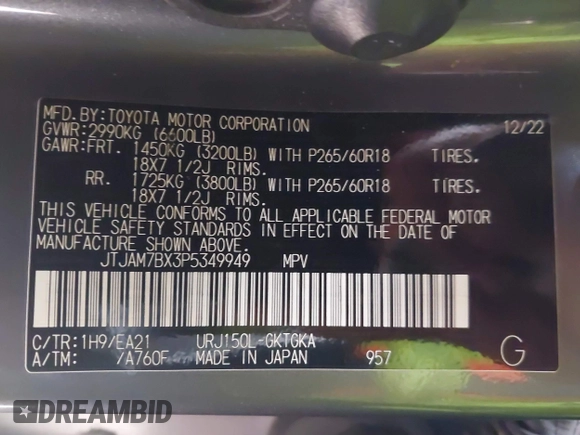 MFD.BY:TOYOTA MOTOR CORPORATION 12/22
GVWR:2990KG (6600LB)
GAWR:FRT. 1450KG (3200LB) WITH P265/60R18 TIRES.
18X7 1/2J RIMS.
RR. 1725KG (3800LB) WITH P265/60R18 TIRES.
18X7 1/2J RIMS.
THIS VEHICLE CONFORMS TO ALL APPLICABLE FEDERAL MOTOR
VEHICLE SAFETY STANDARDS IN EFFECT ON THE DATE OF
MANUFACTURE SHOWN ABOVE.
JTJAM7BX3P5349949 MPV
C/TR:1H9/EA21 URJ150L-GKTGKA
A/TM: /A760F MADE IN JAPAN 957 G
DREAMBID